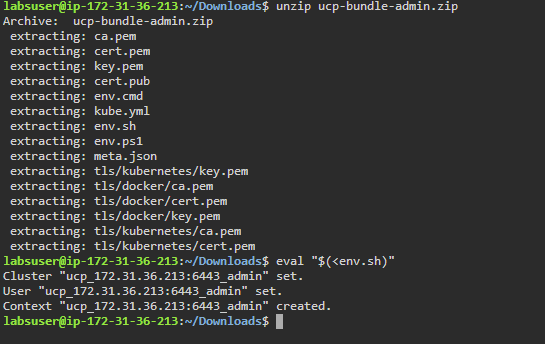 labsuser@ip-172-31-36-213:~/Downloads$ unzip ucp-bundle-admin.zip
Archive:  ucp-bundle-admin.zip
 extracting: ca.pem
 extracting: cert.pem
 extracting: key.pem
 extracting: cert.pub
 extracting: env.cmd
 extracting: kube.yml
 extracting: env.sh
 extracting: env.ps1
 extracting: meta.json
 extracting: tls/kubernetes/key.pem
 extracting: tls/docker/ca.pem
 extracting: tls/docker/cert.pem
 extracting: tls/docker/key.pem
 extracting: tls/kubernetes/ca.pem
 extracting: tls/kubernetes/cert.pem
labsuser@ip-172-31-36-213:~/Downloads$ eval "$(<env.sh)"
Cluster "ucp_172.31.36.213:6443_admin" set.
User "ucp_172.31.36.213:6443_admin" set.
Context "ucp_172.31.36.213:6443_admin" created.
labsuser@ip-172-31-36-213:~/Downloads$